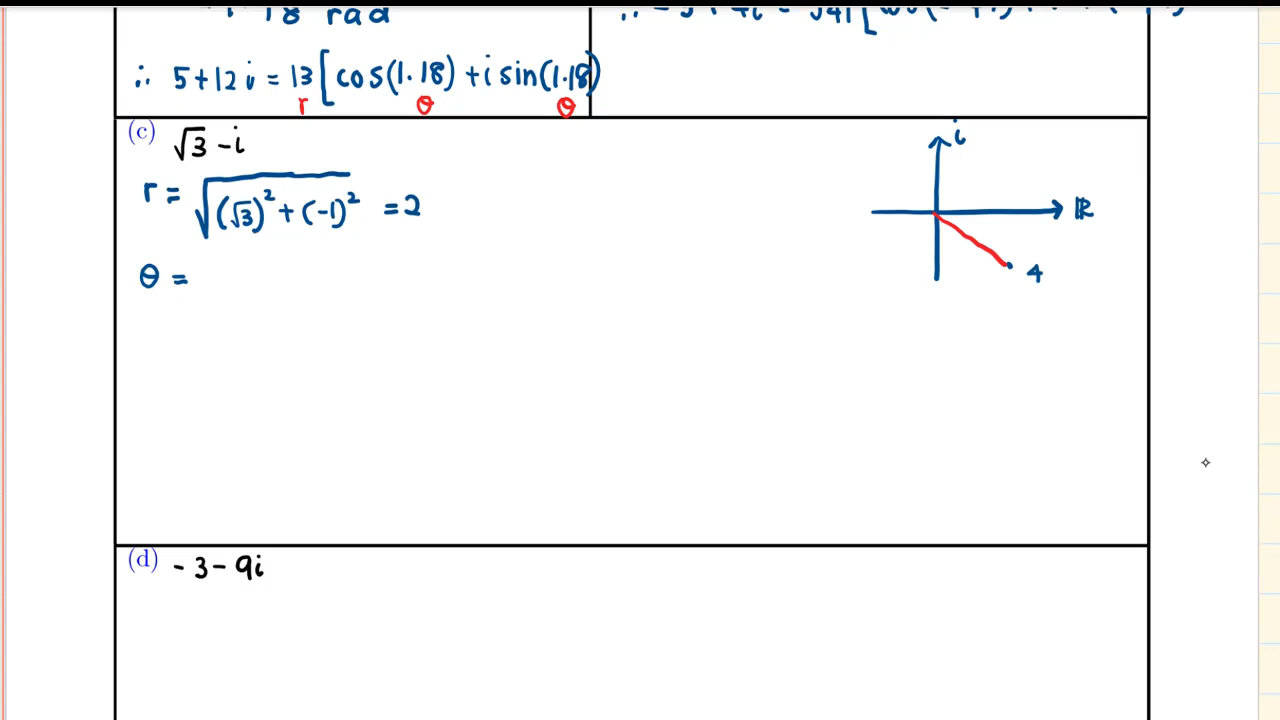 rad
∴ 5+12i = 13[cos(1.18)+i sin(1.18)
r θ θ
(c) √3 -i
r = √(√3)²+(-1)² =2
θ =
i
ℝ
4
(d) -3-9i